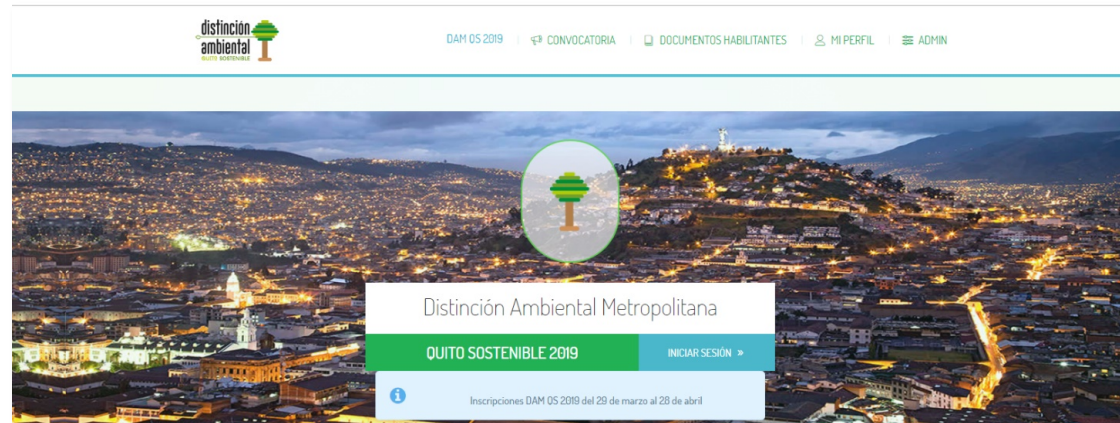 distinción
ambiental
QUITO SOSTENIBLE
DAM QS 2019
CONVOCATORIA
DOCUMENTOS HABILITANTES
MI PERFIL
ADMIN
Distinción Ambiental Metropolitana
QUITO SOSTENIBLE 2019
INICIAR SESIÓN »
Inscripciones DAM QS 2019 del 29 de marzo al 28 de abril